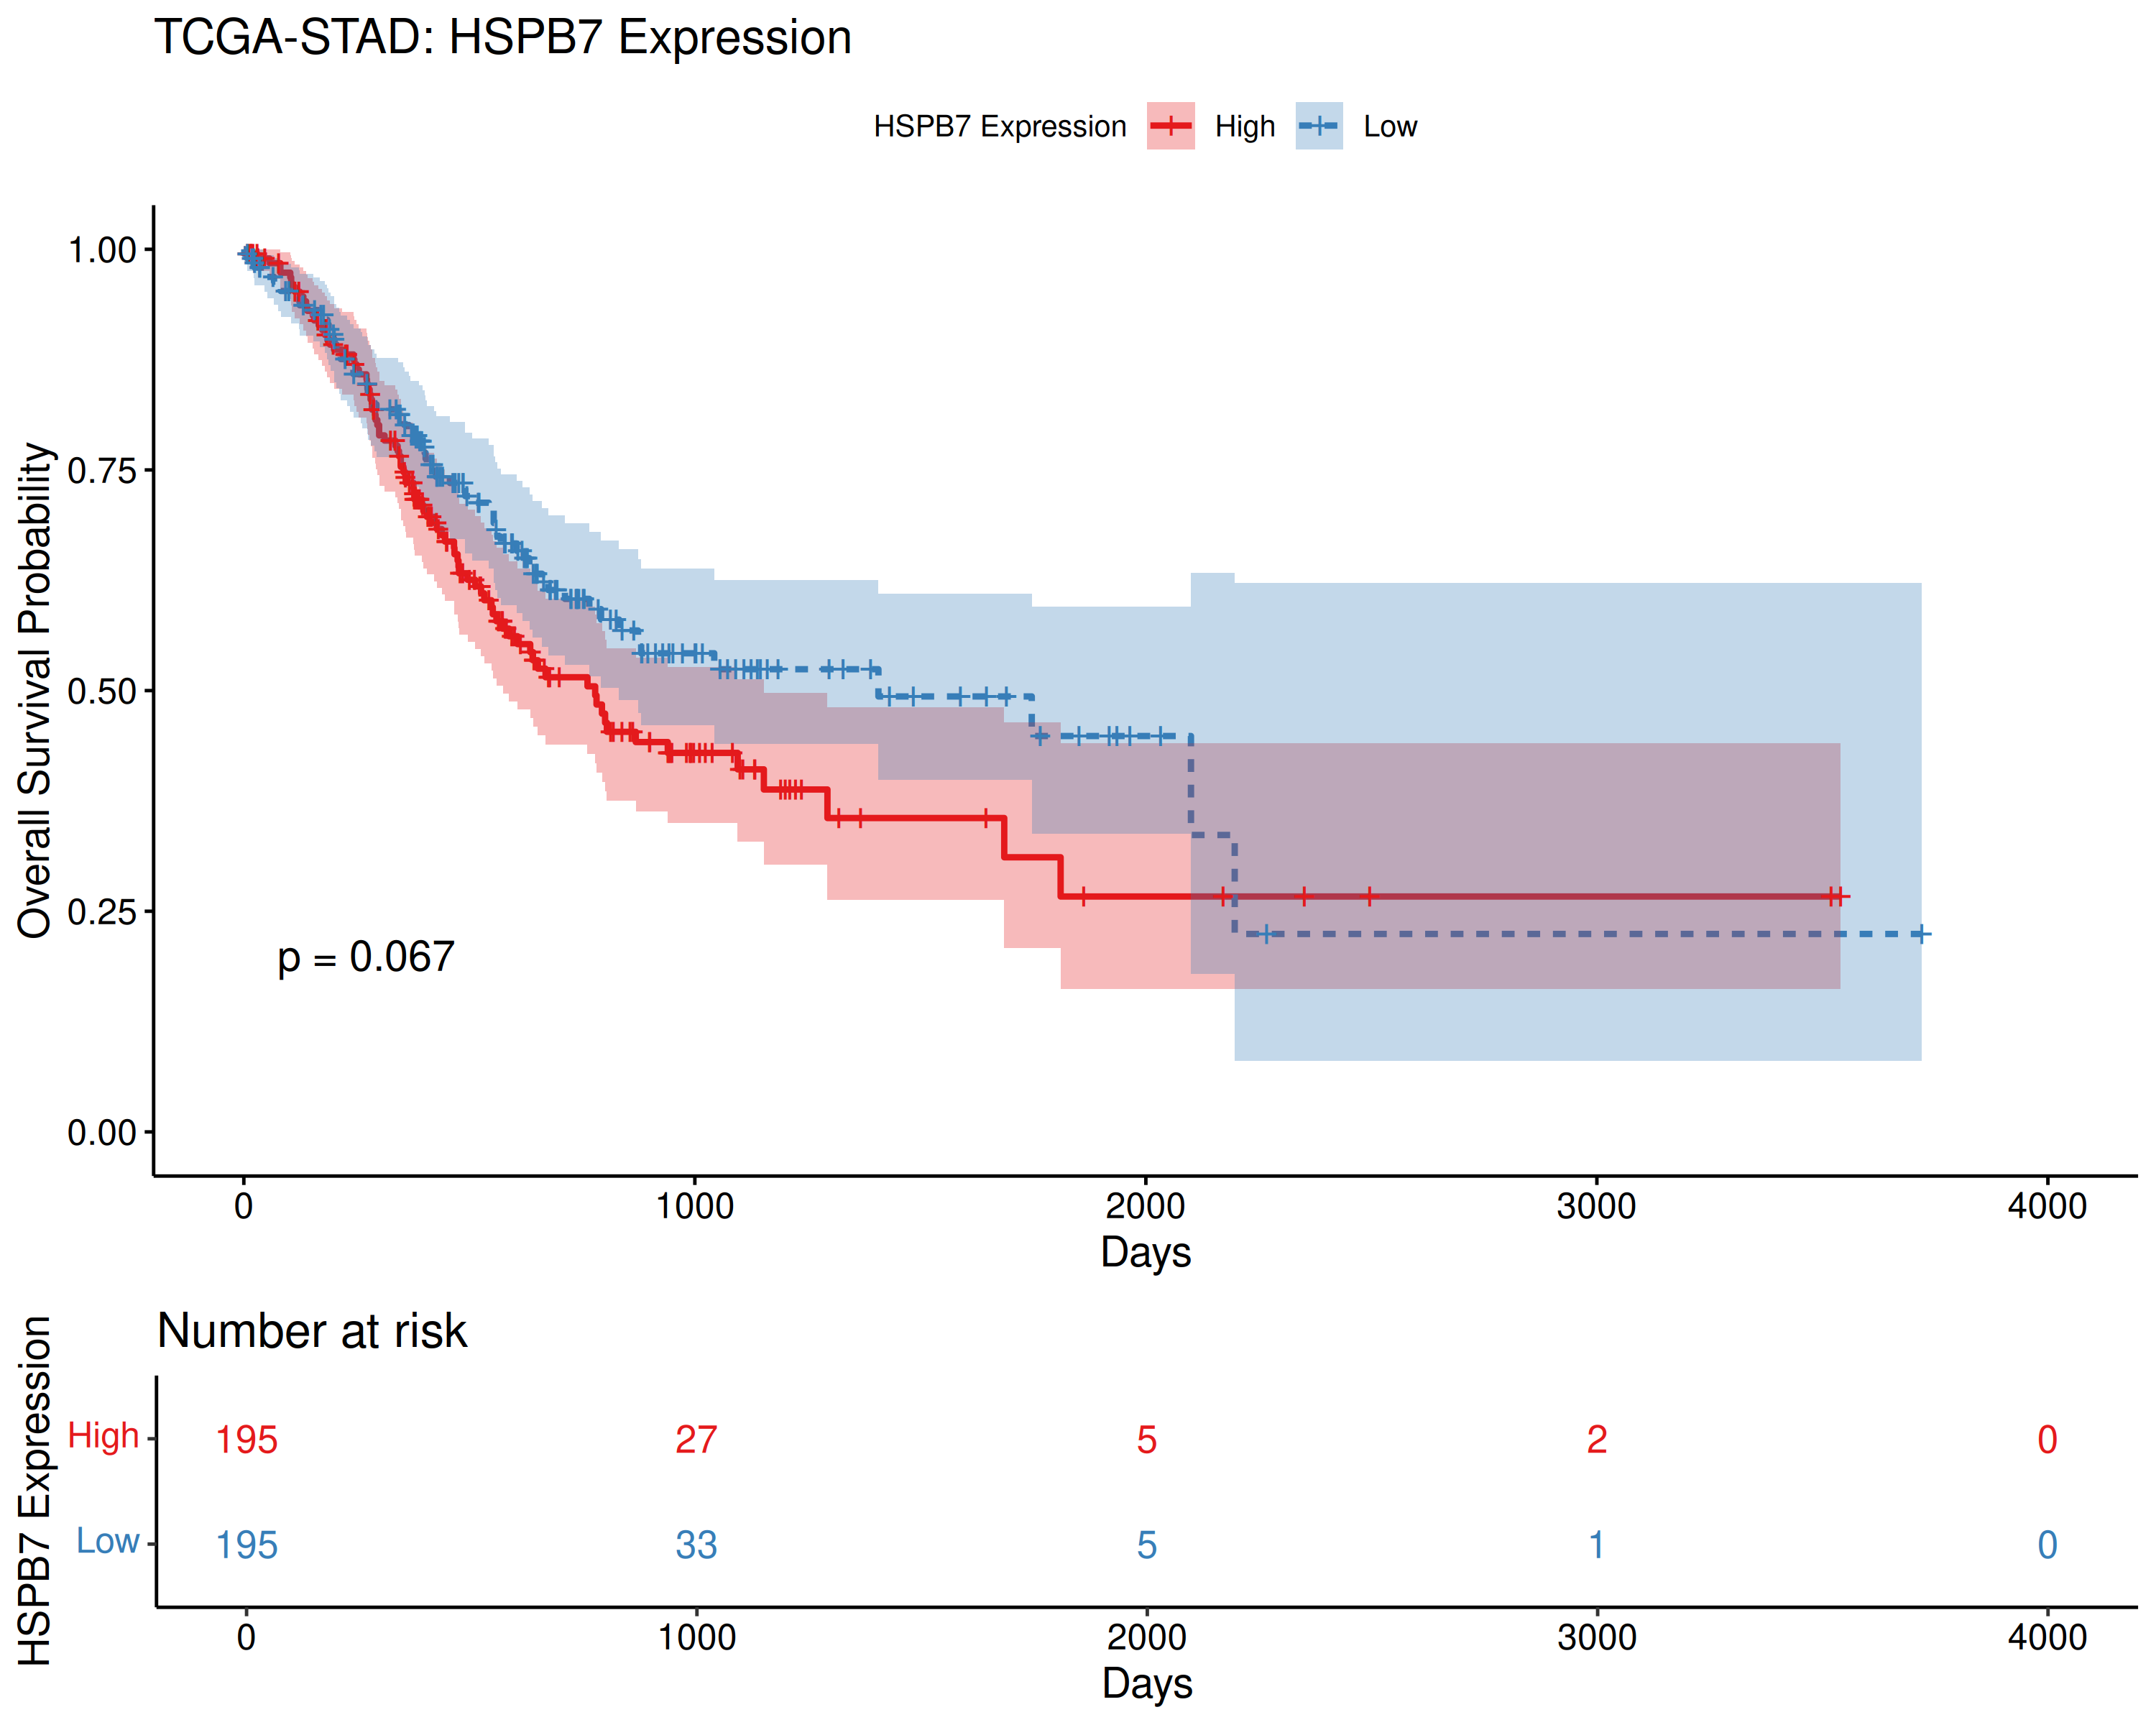 TCGA-STAD: HSPB7 Expression
HSPB7 Expression High Low
Overall Survival Probability
1.00
0.75
0.50
0.25
0.00
p = 0.067
0 1000 2000 3000 4000
Days
Number at risk
HSPB7 Expression
High 195 27 5 2 0
Low 195 33 5 1 0
0 1000 2000 3000 4000
Days